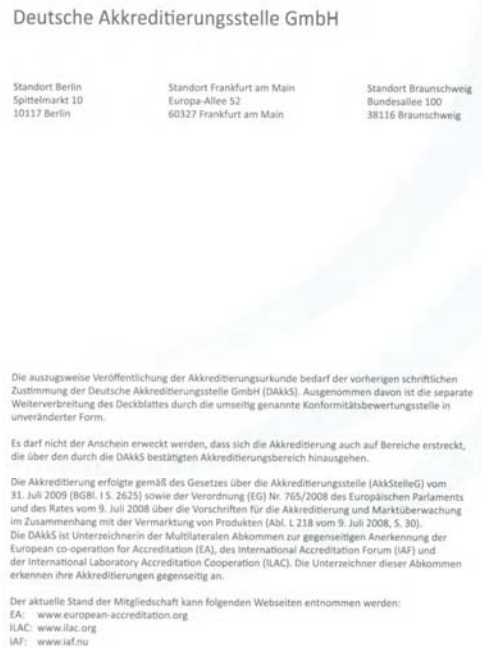 Deutsche Akkreditierungsstelle GmbH
Standort Berlin
Spittelmarkt 10
10117 Berlin
Standort Frankfurt am Main
Europa-Allee 52
60327 Frankfurt am Main
Standort Braunschweig
Bundesallee 100
38116 Braunschweig
Die auszugsweise Veröffentlichung der Akkreditierungsurkunde bedarf der vorherigen schriftlichen
Zustimmung der Deutsche Akkreditierungsstelle GmbH (DAkkS). Ausgenommen davon ist die separate
Weiterverbreitung des Deckblattes durch die umseitig genannte Konformitätsbewertungsstelle in
unveränderter Form.
Es darf nicht der Anschein erweckt werden, dass sich die Akkreditierung auch auf Bereiche erstreckt,
die über den durch die DAkkS bestätigten Akkreditierungsbereich hinausgehen.
Die Akkreditierung erfolgte gemäß des Gesetzes über die Akkreditierungsstelle (AkkStelleG) vom
31. Juli 2009 (BGBl. I S. 2625) sowie der Verordnung (EG) Nr. 765/2008 des Europäischen Parlaments
und des Rates vom 9. Juli 2008 über die Vorschriften für die Akkreditierung und Marktüberwachung
im Zusammenhang mit der Vermarktung von Produkten (Abl. L 218 vom 9. Juli 2008, S. 30).
Die DAkkS ist Unterzeichnerin der Multilateralen Abkommen zur gegenseitigen Anerkennung der
European co-operation for Accreditation (EA), des International Accreditation Forum (IAF) und
der International Laboratory Accreditation Cooperation (ILAC). Die Unterzeichner dieser Abkommen
erkennen ihre Akkreditierungen gegenseitig an.
Der aktuelle Stand der Mitgliedschaft kann folgenden Webseiten entnommen werden:
EA: www.european-accreditation.org
ILAC: www.ilac.org
IAF: www.iaf.nu